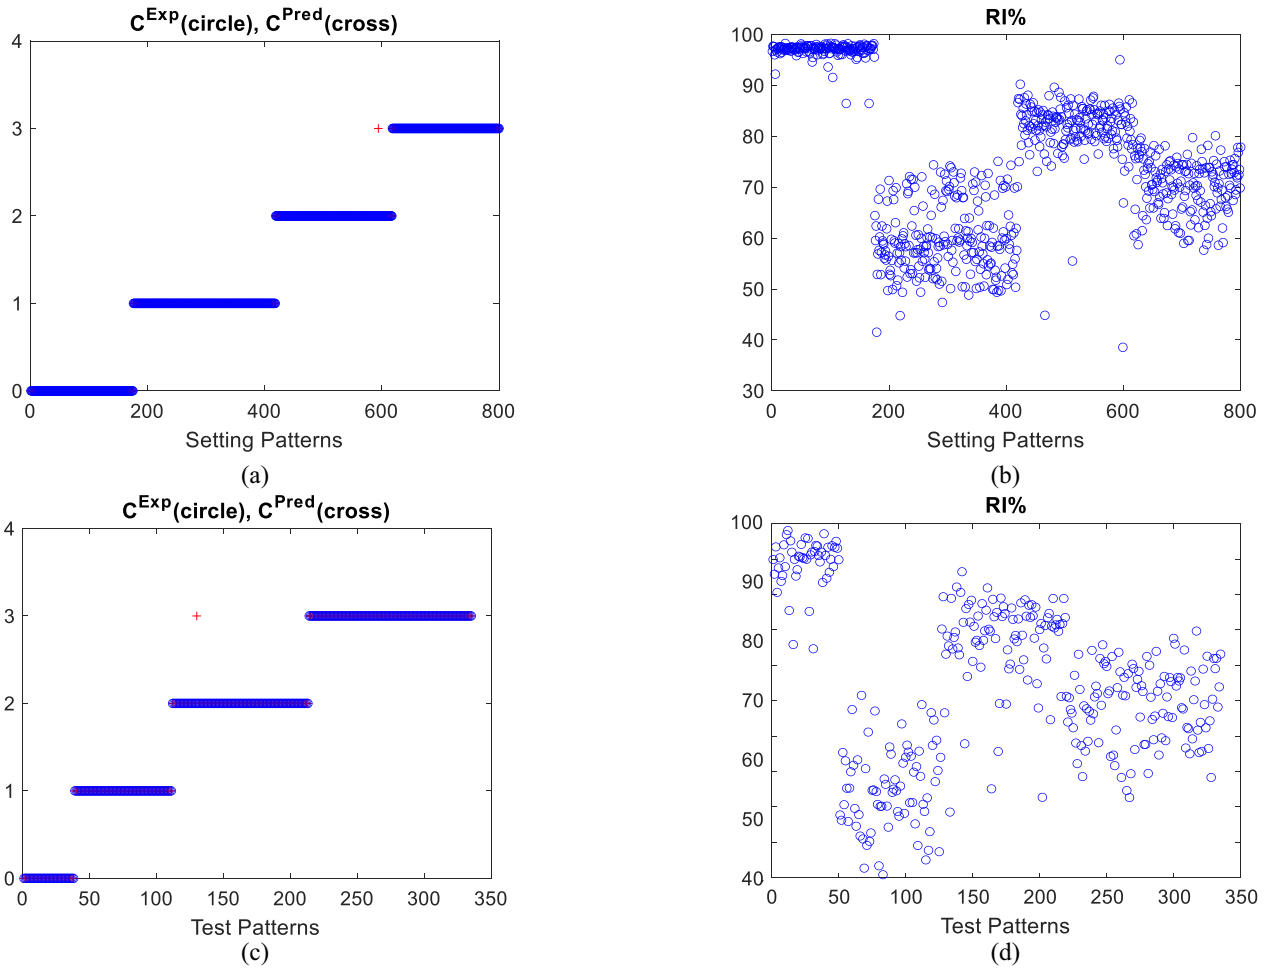 C^Exp(circle), C^Pred(cross)
4
3
2
1
0
0 200 400 600 800
Setting Patterns
(a)
RI%
100
90
80
70
60
50
40
30
0 200 400 600 800
Setting Patterns
(b)
C^Exp(circle), C^Pred(cross)
4
3
2
1
0
0 50 100 150 200 250 300 350
Test Patterns
(c)
RI%
100
90
80
70
60
50
40
0 50 100 150 200 250 300 350
Test Patterns
(d)